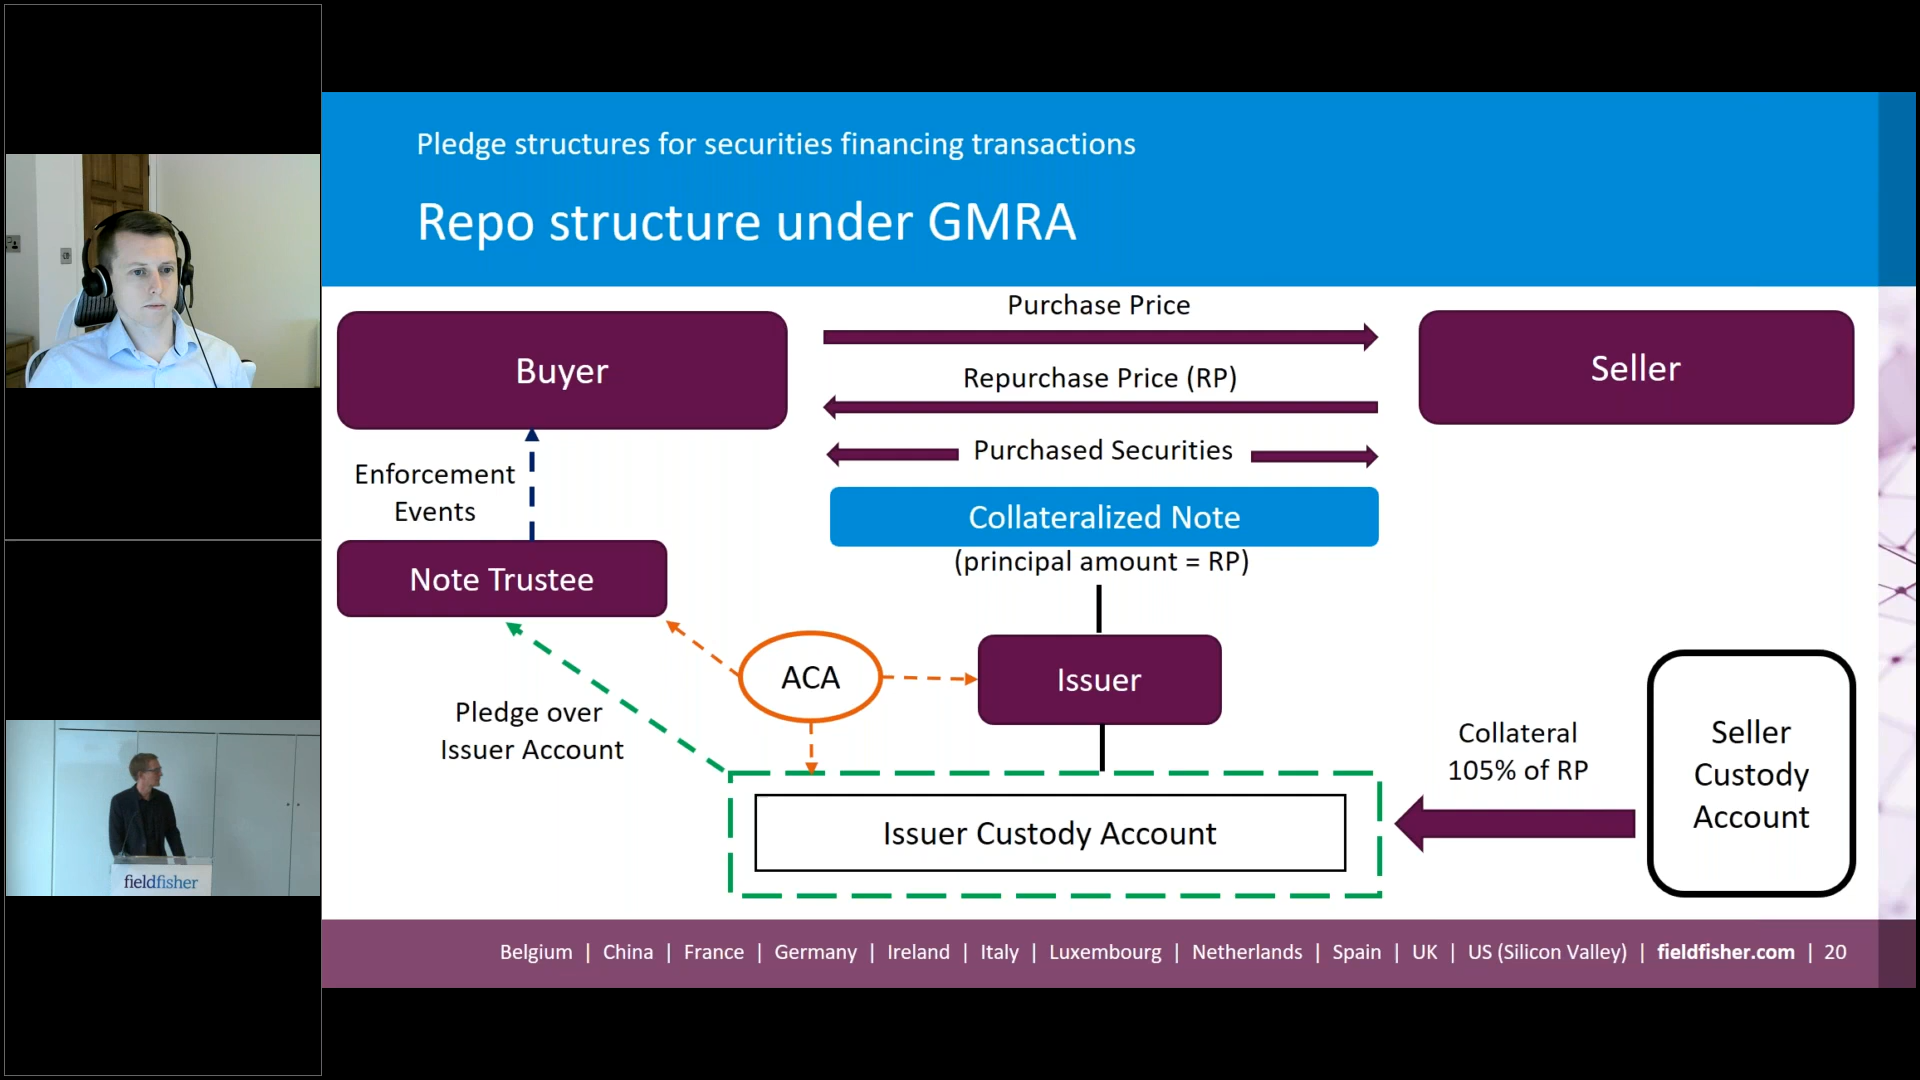 Pledge structures for securities financing transactions
Repo structure under GMRA
Purchase Price
Buyer
Seller
Repurchase Price (RP)
Purchased Securities
Enforcement
Events
Collateralized Note
(principal amount = RP)
Note Trustee
ACA
Issuer
Pledge over
Issuer Account
Collateral
105% of RP
Seller
Custody
Account
Issuer Custody Account
fieldfisher
Belgium | China | France | Germany | Ireland | Italy | Luxembourg | Netherlands | Spain | UK | US (Silicon Valley) | fieldfisher.com | 20